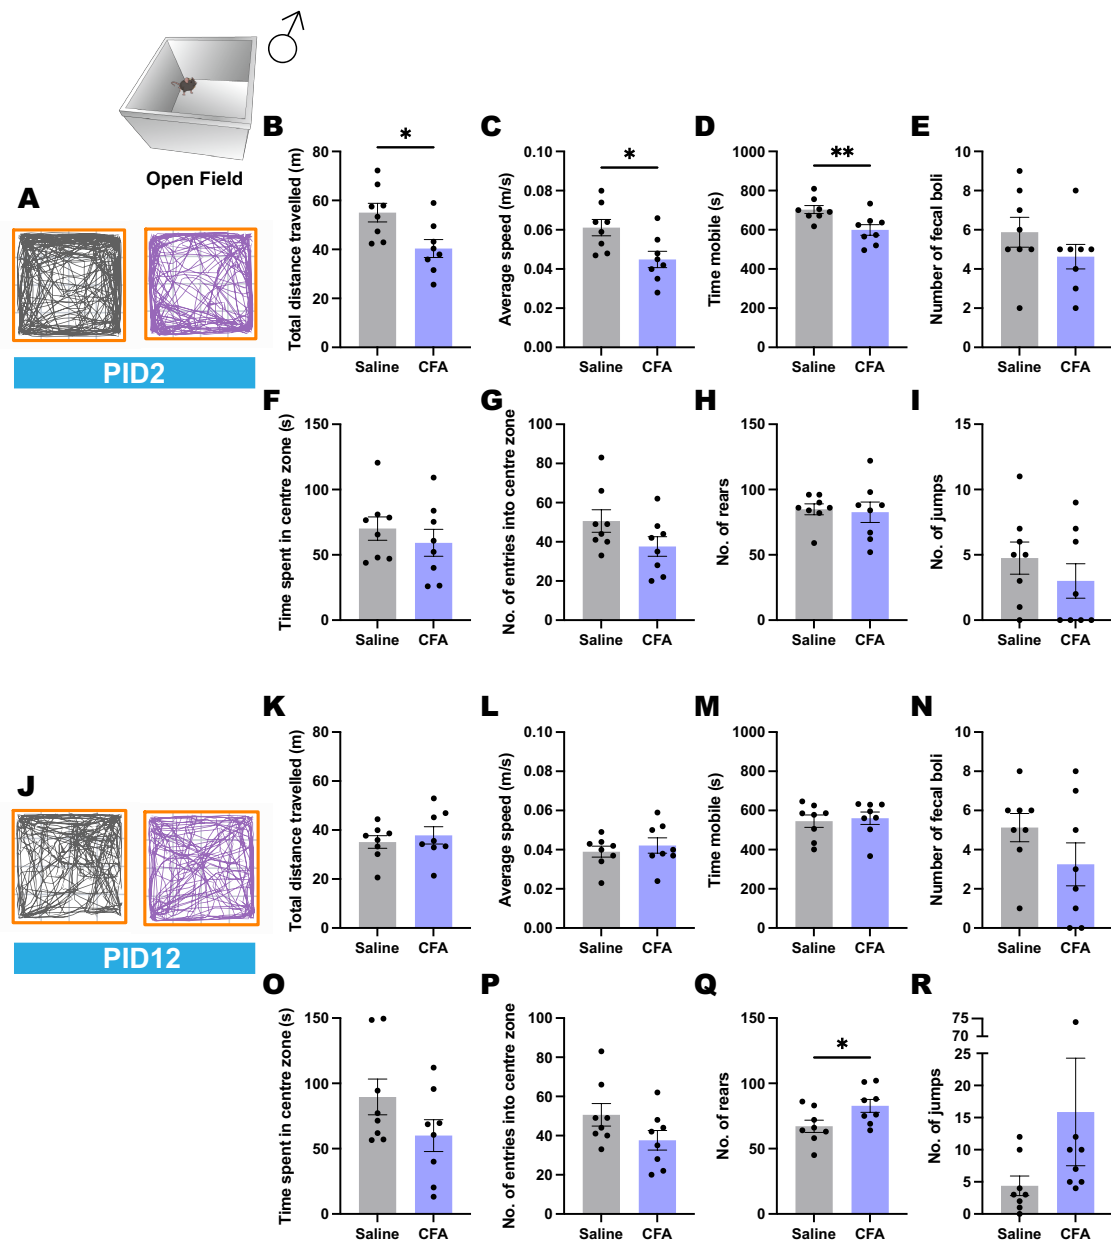 ♂
Open Field
A
PID2
B
Total distance travelled (m)
80
60
40
20
0
Saline CFA
*
C
Average speed (m/s)
0.10
0.08
0.06
0.04
0.02
0.00
Saline CFA
*
D
Time mobile (s)
1000
800
600
400
200
0
Saline CFA
**
E
Number of fecal boli
10
8
6
4
2
0
Saline CFA
F
Time spent in centre zone (s)
150
100
50
0
Saline CFA
G
No. of entries into centre zone
100
80
60
40
20
0
Saline CFA
H
No. of rears
150
100
50
0
Saline CFA
I
No. of jumps
15
10
5
0
Saline CFA
J
PID12
K
Total distance travelled (m)
80
60
40
20
0
Saline CFA
L
Average speed (m/s)
0.10
0.08
0.06
0.04
0.02
0.00
Saline CFA
M
Time mobile (s)
1000
800
600
400
200
0
Saline CFA
N
Number of fecal boli
10
8
6
4
2
0
Saline CFA
O
Time spent in centre zone (s)
150
100
50
0
Saline CFA
P
No. of entries into centre zone
100
80
60
40
20
0
Saline CFA
Q
No. of rears
150
100
50
0
Saline CFA
*
R
No. of jumps
75
70
25
20
15
10
5
0
Saline CFA